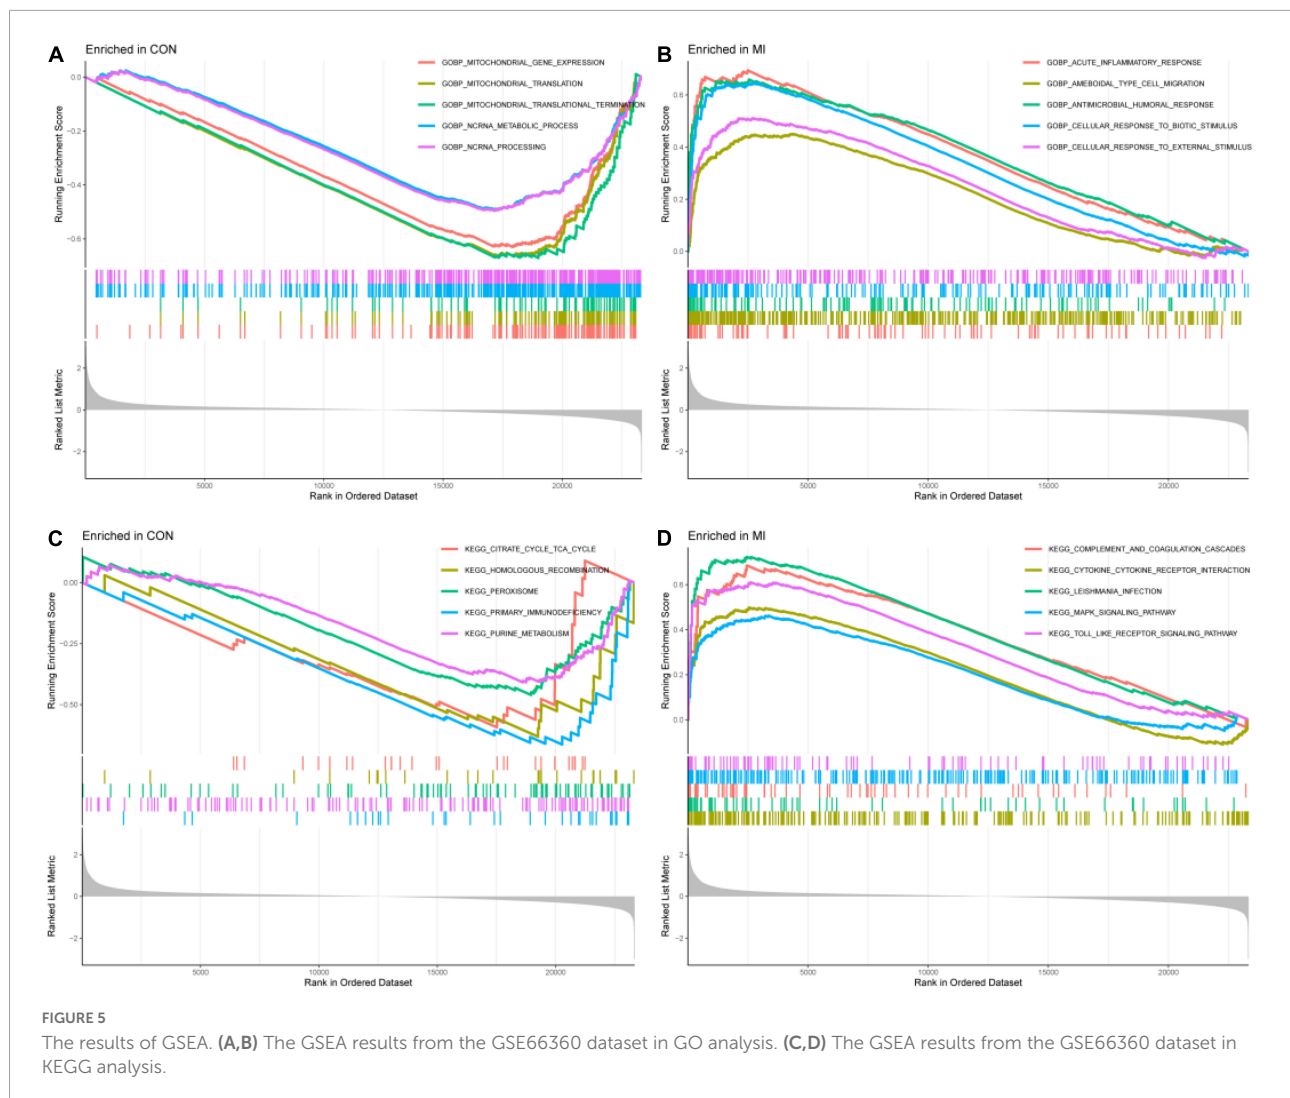 A
Enriched in CON
GOBP_MITOCHONDRIAL_GENE_EXPRESSION
GOBP_MITOCHONDRIAL_TRANSLATION
GOBP_MITOCHONDRIAL_TRANSLATIONAL_TERMINATION
GOBP_NCRNA_METABOLIC_PROCESS
GOBP_NCRNA_PROCESSING
Running Enrichment Score
0.0
−0.2
−0.4
−0.6
Ranked List Metric
2
0
−2
5000 10000 15000 20000
Rank in Ordered Dataset
B
Enriched in MI
GOBP_ACUTE_INFLAMMATORY_RESPONSE
GOBP_AMEBOIDAL_TYPE_CELL_MIGRATION
GOBP_ANTIMICROBIAL_HUMORAL_RESPONSE
GOBP_CELLULAR_RESPONSE_TO_BIOTIC_STIMULUS
GOBP_CELLULAR_RESPONSE_TO_EXTERNAL_STIMULUS
Running Enrichment Score
0.6
0.4
0.2
0.0
Ranked List Metric
2
0
−2
5000 10000 15000 20000
Rank in Ordered Dataset
C
Enriched in CON
KEGG_CITRATE_CYCLE_TCA_CYCLE
KEGG_HOMOLOGOUS_RECOMBINATION
KEGG_PEROXISOME
KEGG_PRIMARY_IMMUNODEFICIENCY
KEGG_PURINE_METABOLISM
Running Enrichment Score
0.00
−0.25
−0.50
Ranked List Metric
2
0
−2
5000 10000 15000 20000
Rank in Ordered Dataset
D
Enriched in MI
KEGG_COMPLEMENT_AND_COAGULATION_CASCADES
KEGG_CYTOKINE_CYTOKINE_RECEPTOR_INTERACTION
KEGG_LEISHMANIA_INFECTION
KEGG_MAPK_SIGNALING_PATHWAY
KEGG_TOLL_LIKE_RECEPTOR_SIGNALING_PATHWAY
Running Enrichment Score
0.6
0.4
0.2
0.0
Ranked List Metric
2
0
−2
5000 10000 15000 20000
Rank in Ordered Dataset
FIGURE 5
The results of GSEA. (A,B) The GSEA results from the GSE66360 dataset in GO analysis. (C,D) The GSEA results from the GSE66360 dataset in
KEGG analysis.